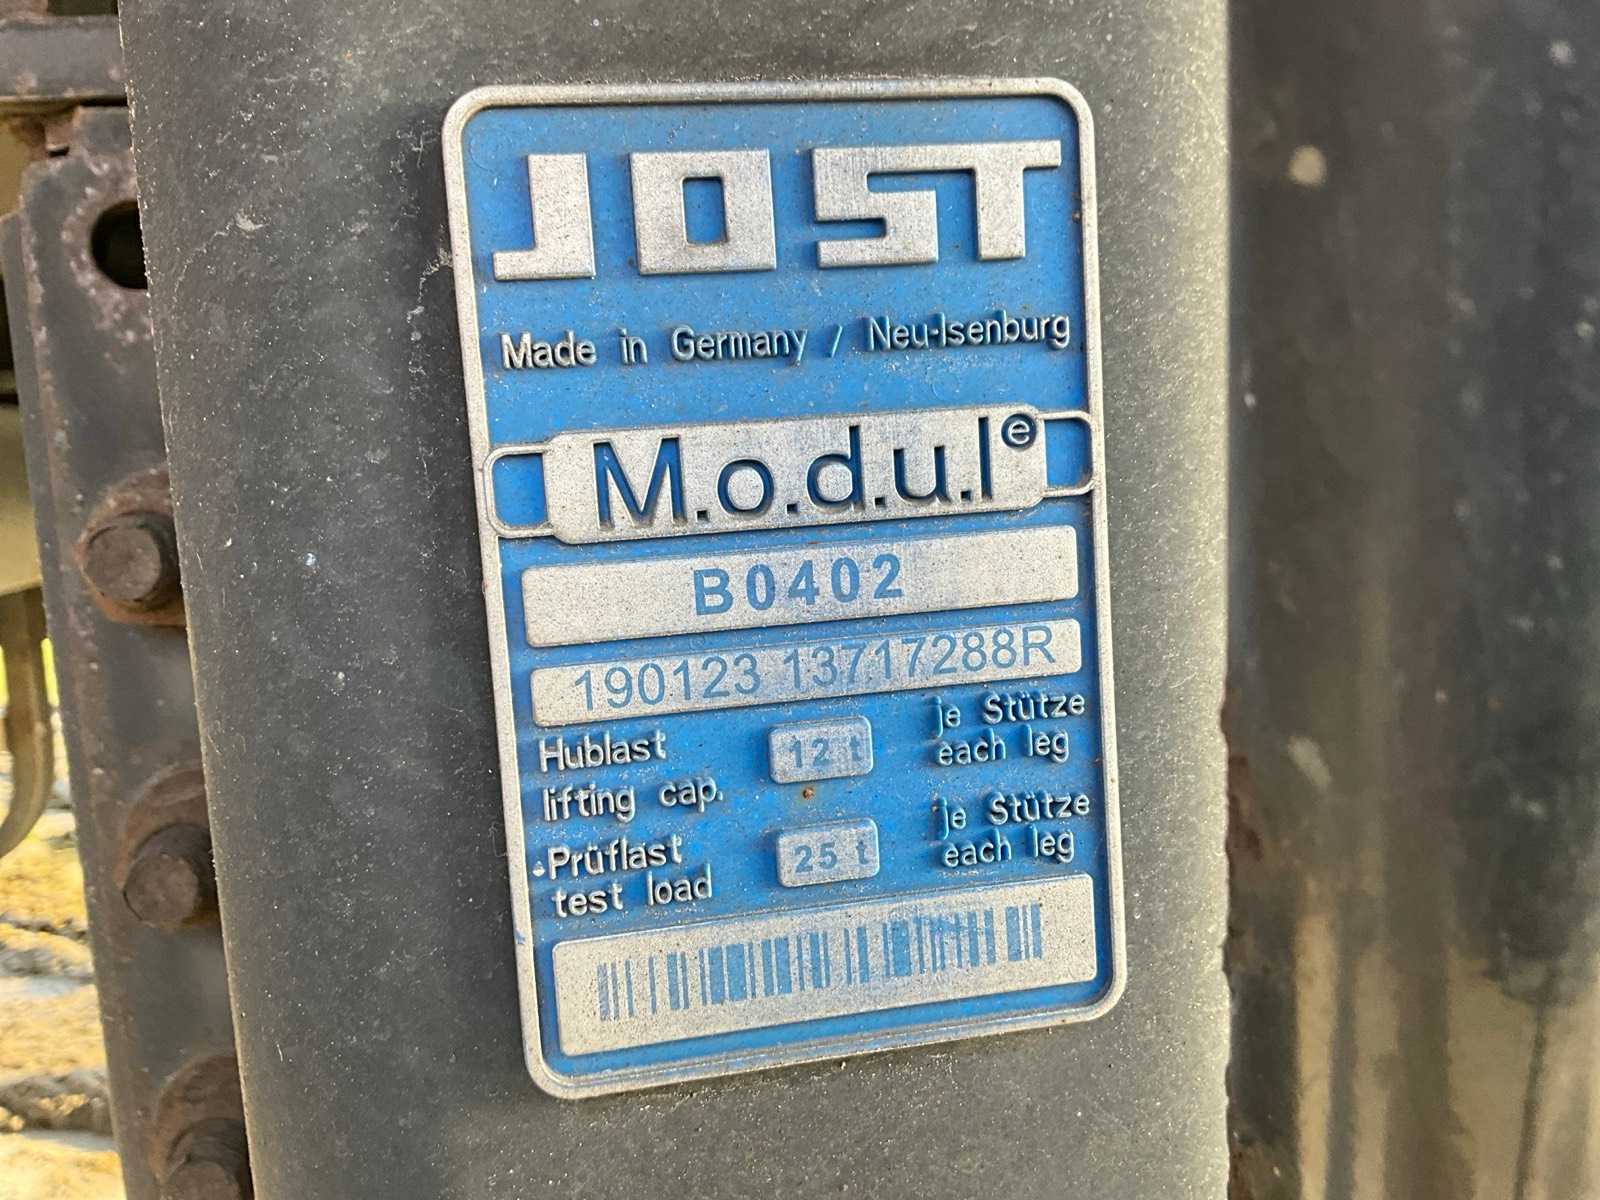 JOST
Made in Germany / Neu-Isenburg
M.o.d.u.l e
B0402
190123 13717288R
Hublast 12 t je Stütze
lifting cap. each leg
Prüflast 25 t je Stütze
test load each leg